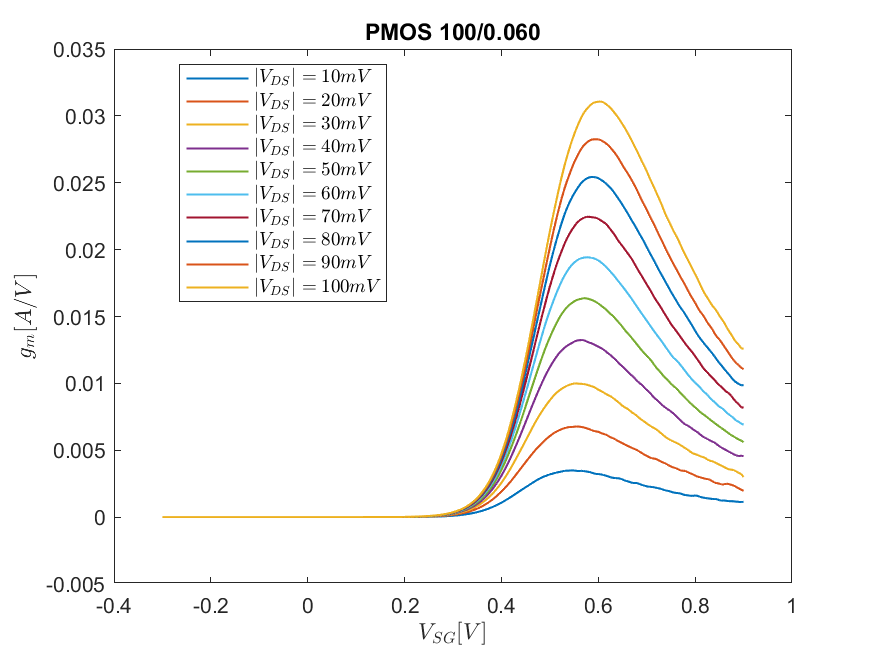 PMOS 100/0.060
0.035
0.03
0.025
0.02
0.015
0.01
0.005
0
-0.005
g_m[A/V]
|V_DS| = 10mV
|V_DS| = 20mV
|V_DS| = 30mV
|V_DS| = 40mV
|V_DS| = 50mV
|V_DS| = 60mV
|V_DS| = 70mV
|V_DS| = 80mV
|V_DS| = 90mV
|V_DS| = 100mV
-0.4 -0.2 0 0.2 0.4 0.6 0.8 1
V_SG[V]